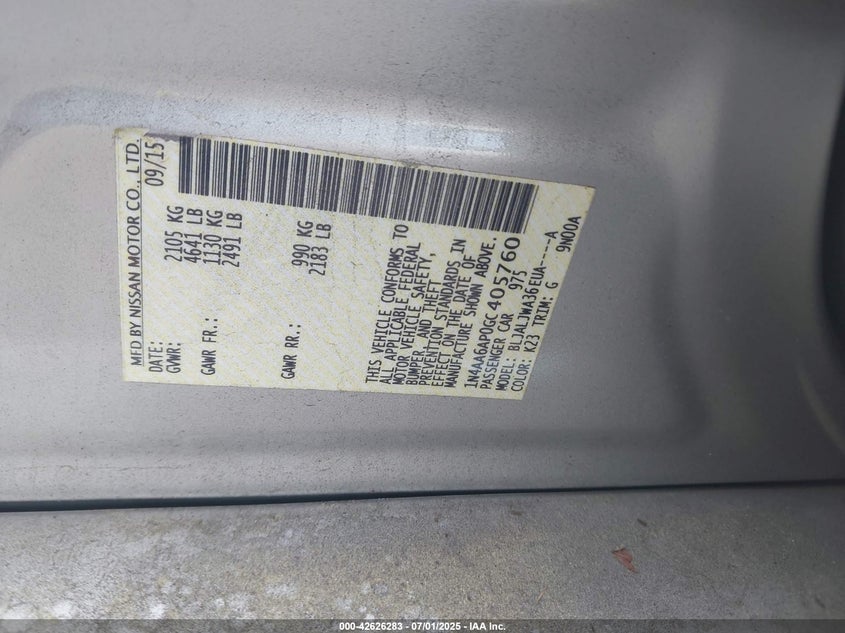 MFD BY NISSAN MOTOR CO., LTD.
DATE: 09/15
GVWR: 2105 KG
4641 LB
GAWR FR.: 1130 KG
2491 LB
GAWR RR.: 990 KG
2183 LB
THIS VEHICLE CONFORMS TO
ALL APPLICABLE FEDERAL
MOTOR VEHICLE SAFETY,
BUMPER, AND THEFT
PREVENTION STANDARDS IN
EFFECT ON THE DATE OF
MANUFACTURE SHOWN ABOVE.
1N4AA6AP0GC405760
PASSENGER CAR 975
MODEL: BLJALJWA36EUA-----A
COLOR: K23 TRIM: G 9N00A
000-42626283 - 07/01/2025 - IAA Inc.